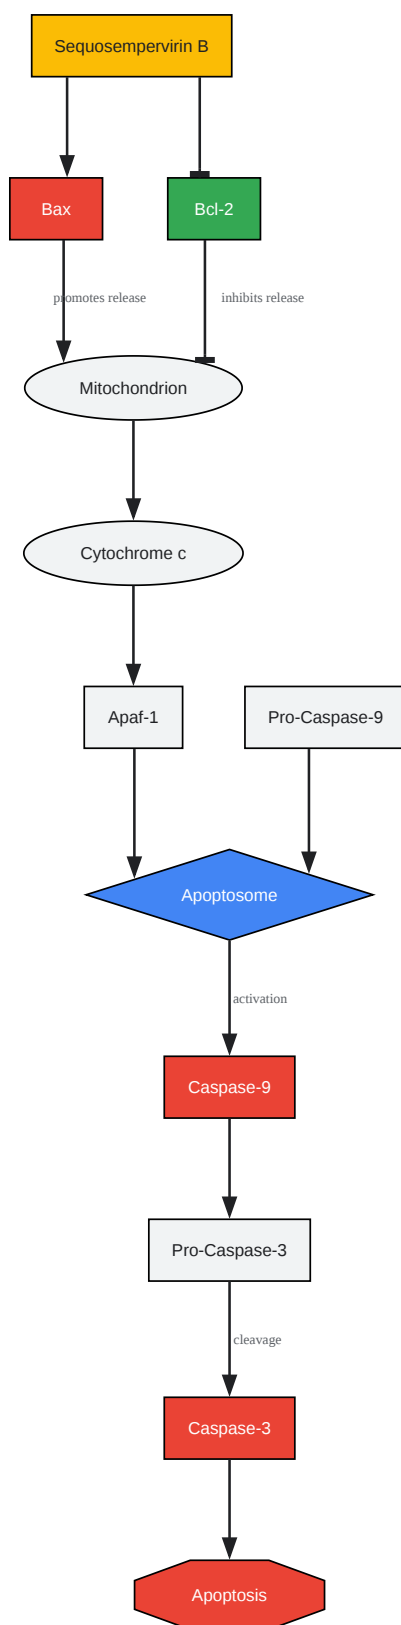 Sequosempervirin B
Bax
Bcl-2
promotes release
inhibits release
Mitochondrion
Cytochrome c
Apaf-1
Pro-Caspase-9
Apoptosome
activation
Caspase-9
Pro-Caspase-3
cleavage
Caspase-3
Apoptosis